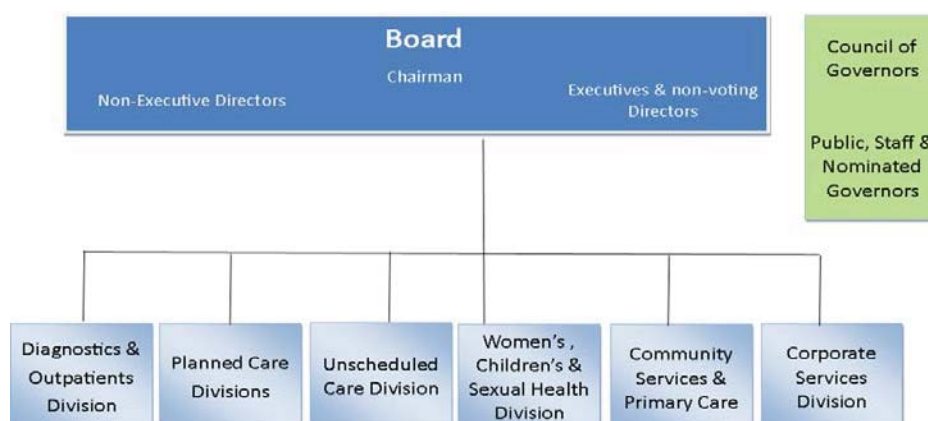 Board
Chairman
Non-Executive Directors
Executives & non-voting
Directors
Council of
Governors
Public, Staff &
Nominated
Governors
Diagnostics &
Outpatients
Division
Planned Care
Divisions
Unscheduled
Care Division
Women's ,
Children's &
Sexual Health
Division
Community
Services &
Primary Care
Corporate
Services
Division